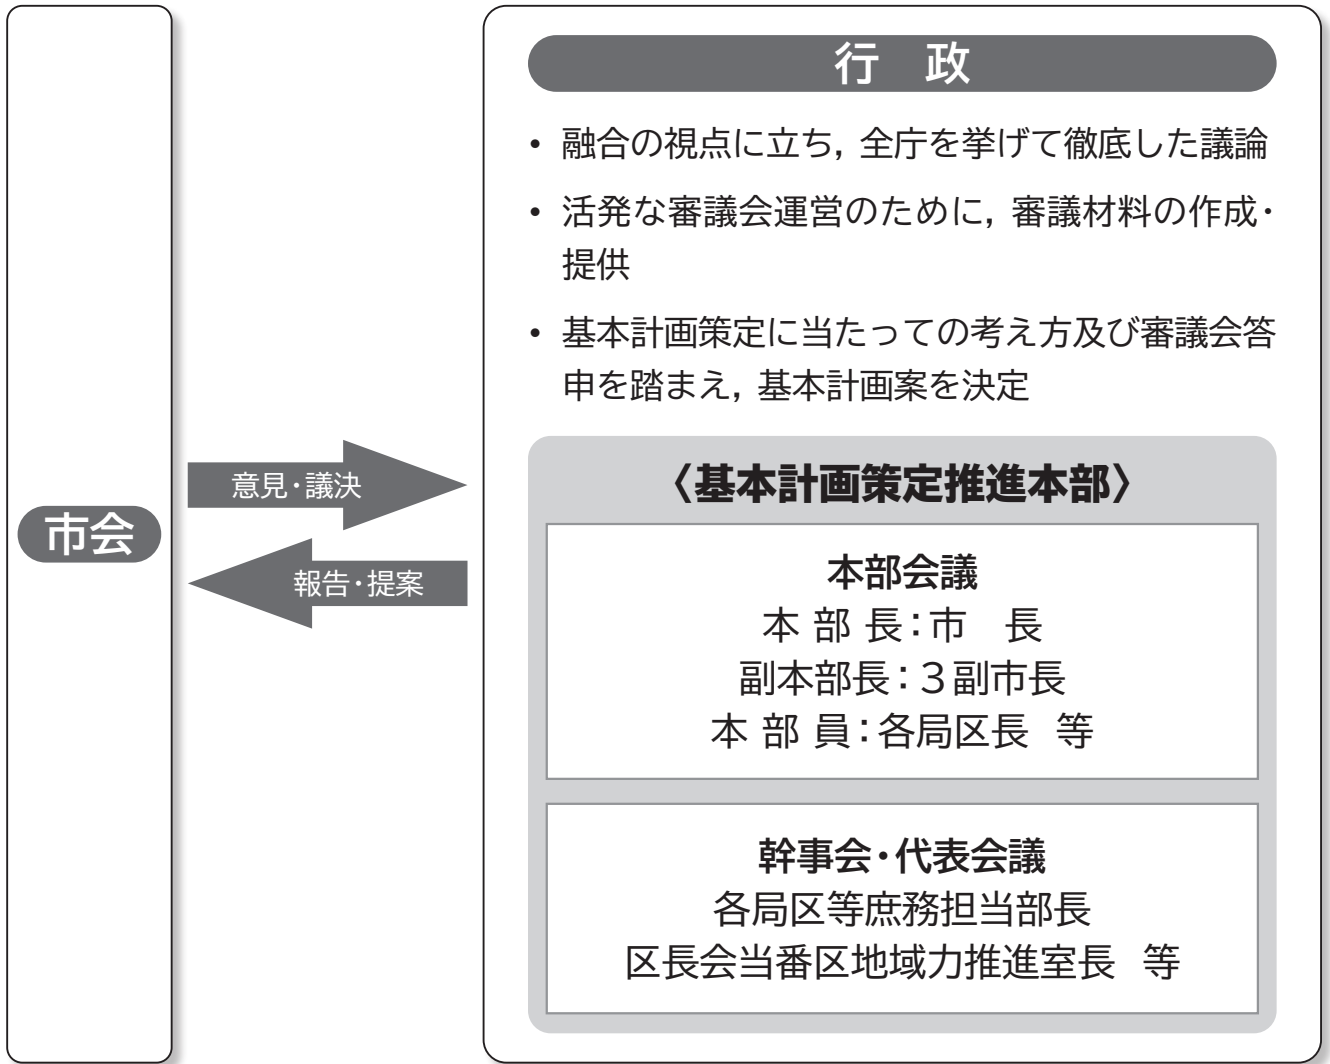 行　政
• 融合の視点に立ち，全庁を挙げて徹底した議論
• 活発な審議会運営のために，審議材料の作成・
提供
• 基本計画策定に当たっての考え方及び審議会答
申を踏まえ，基本計画案を決定
意見・議決
市会
報告・提案
〈基本計画策定推進本部〉
本部会議
本 部 長：市　長
副本部長：３副市長
本 部 員：各局区長　等
幹事会・代表会議
各局区等庶務担当部長
区長会当番区地域力推進室長　等